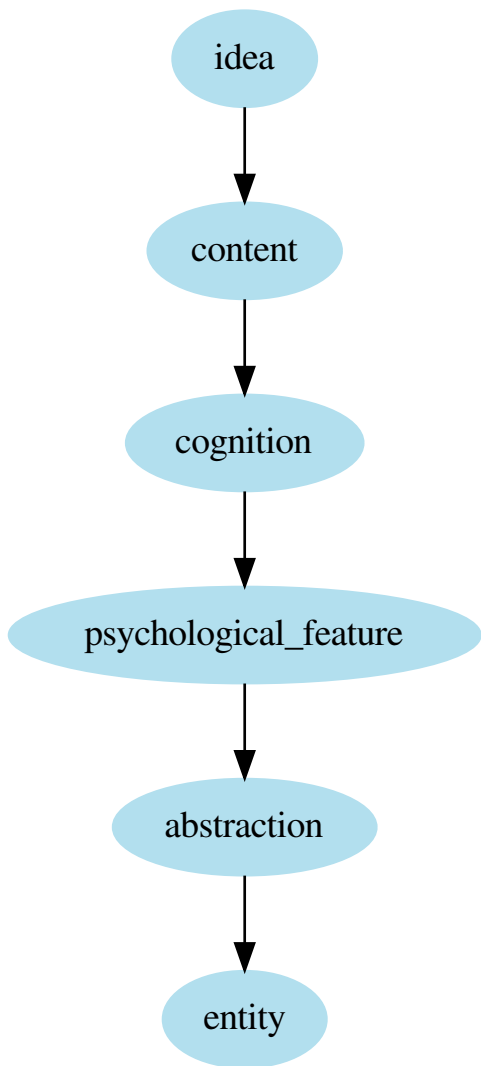 idea
content
cognition
psychological_feature
abstraction
entity